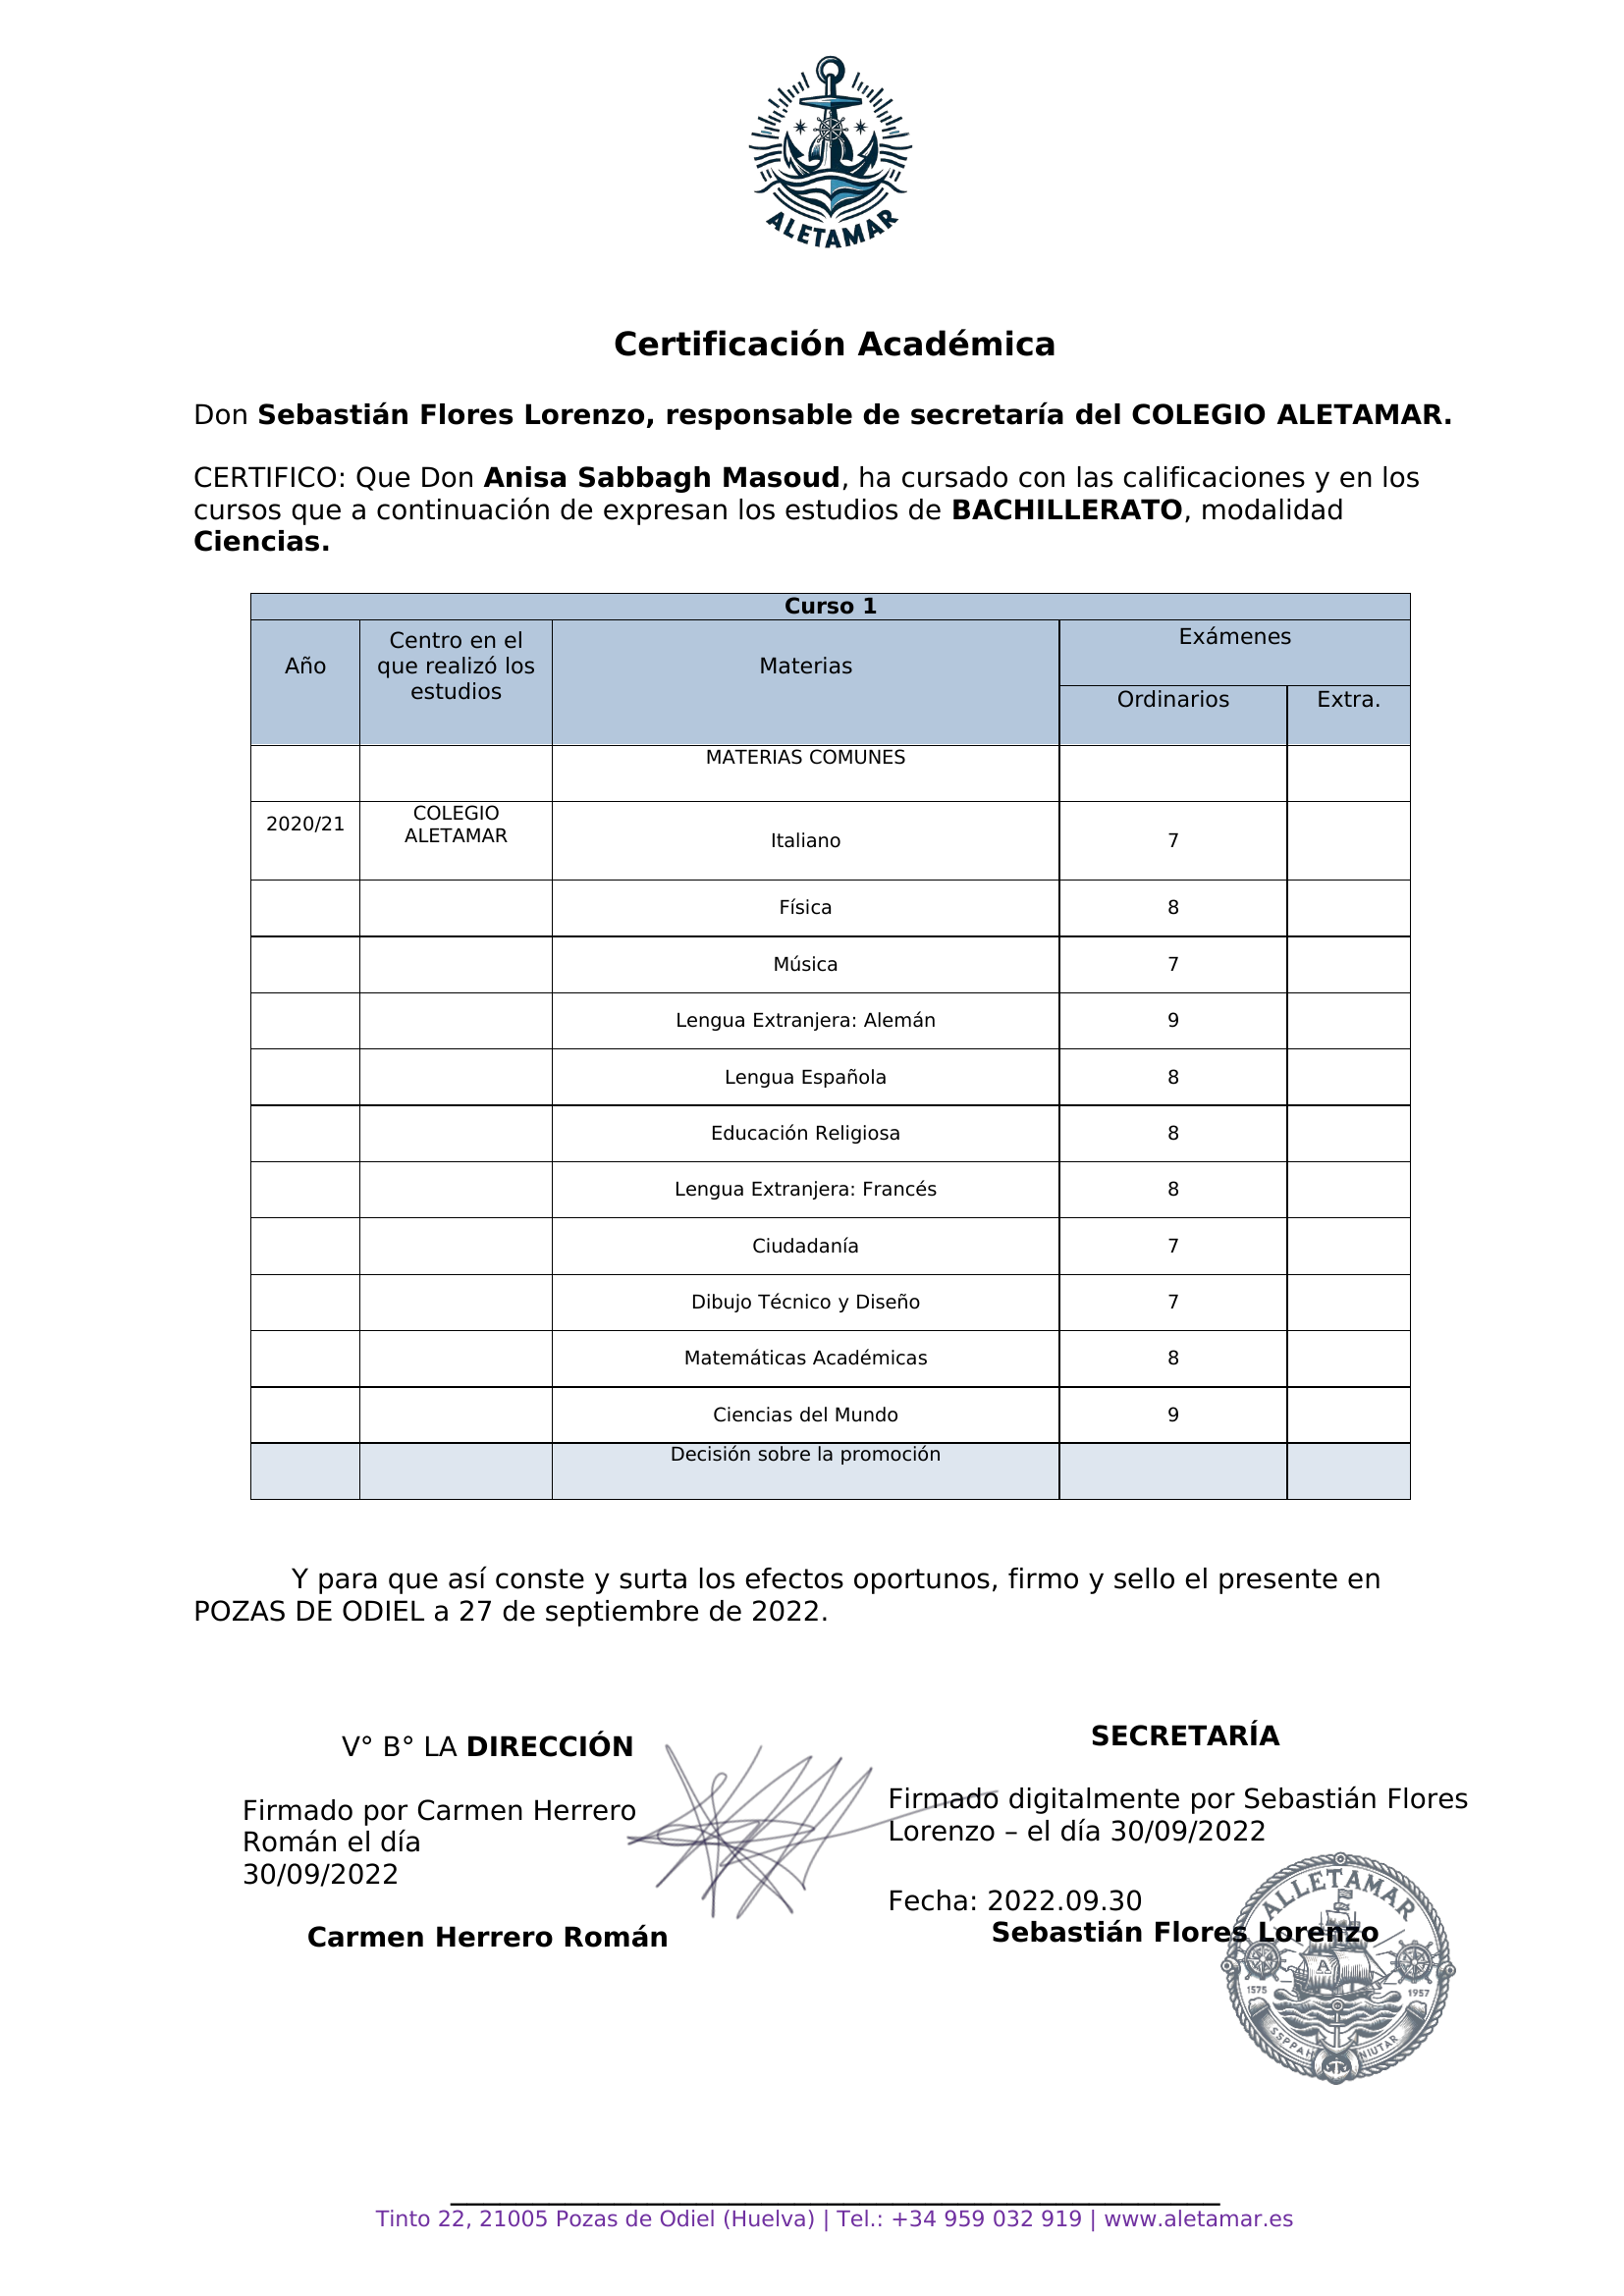 ALETAMAR
Certificación Académica
Don Sebastián Flores Lorenzo, responsable de secretaría del COLEGIO ALETAMAR.
CERTIFICO: Que Don Anisa Sabbagh Masoud, ha cursado con las calificaciones y en los
cursos que a continuación de expresan los estudios de BACHILLERATO, modalidad
Ciencias.
Curso 1
Año
Centro en el
que realizó los
estudios
Materias
Exámenes
Ordinarios
Extra.
MATERIAS COMUNES
2020/21
COLEGIO
ALETAMAR
Italiano 7
Física 8
Música 7
Lengua Extranjera: Alemán 9
Lengua Española 8
Educación Religiosa 8
Lengua Extranjera: Francés 8
Ciudadanía 7
Dibujo Técnico y Diseño 7
Matemáticas Académicas 8
Ciencias del Mundo 9
Decisión sobre la promoción
Y para que así conste y surta los efectos oportunos, firmo y sello el presente en
POZAS DE ODIEL a 27 de septiembre de 2022.
V° B° LA DIRECCIÓN
Firmado por Carmen Herrero
Román el día
30/09/2022
Carmen Herrero Román
SECRETARÍA
Firmado digitalmente por Sebastián Flores
Lorenzo – el día 30/09/2022
Fecha: 2022.09.30
Sebastián Flores Lorenzo
ALLETAMAR
A
1575 1957
SSPPAH NIUTAR
Tinto 22, 21005 Pozas de Odiel (Huelva) | Tel.: +34 959 032 919 | www.aletamar.es